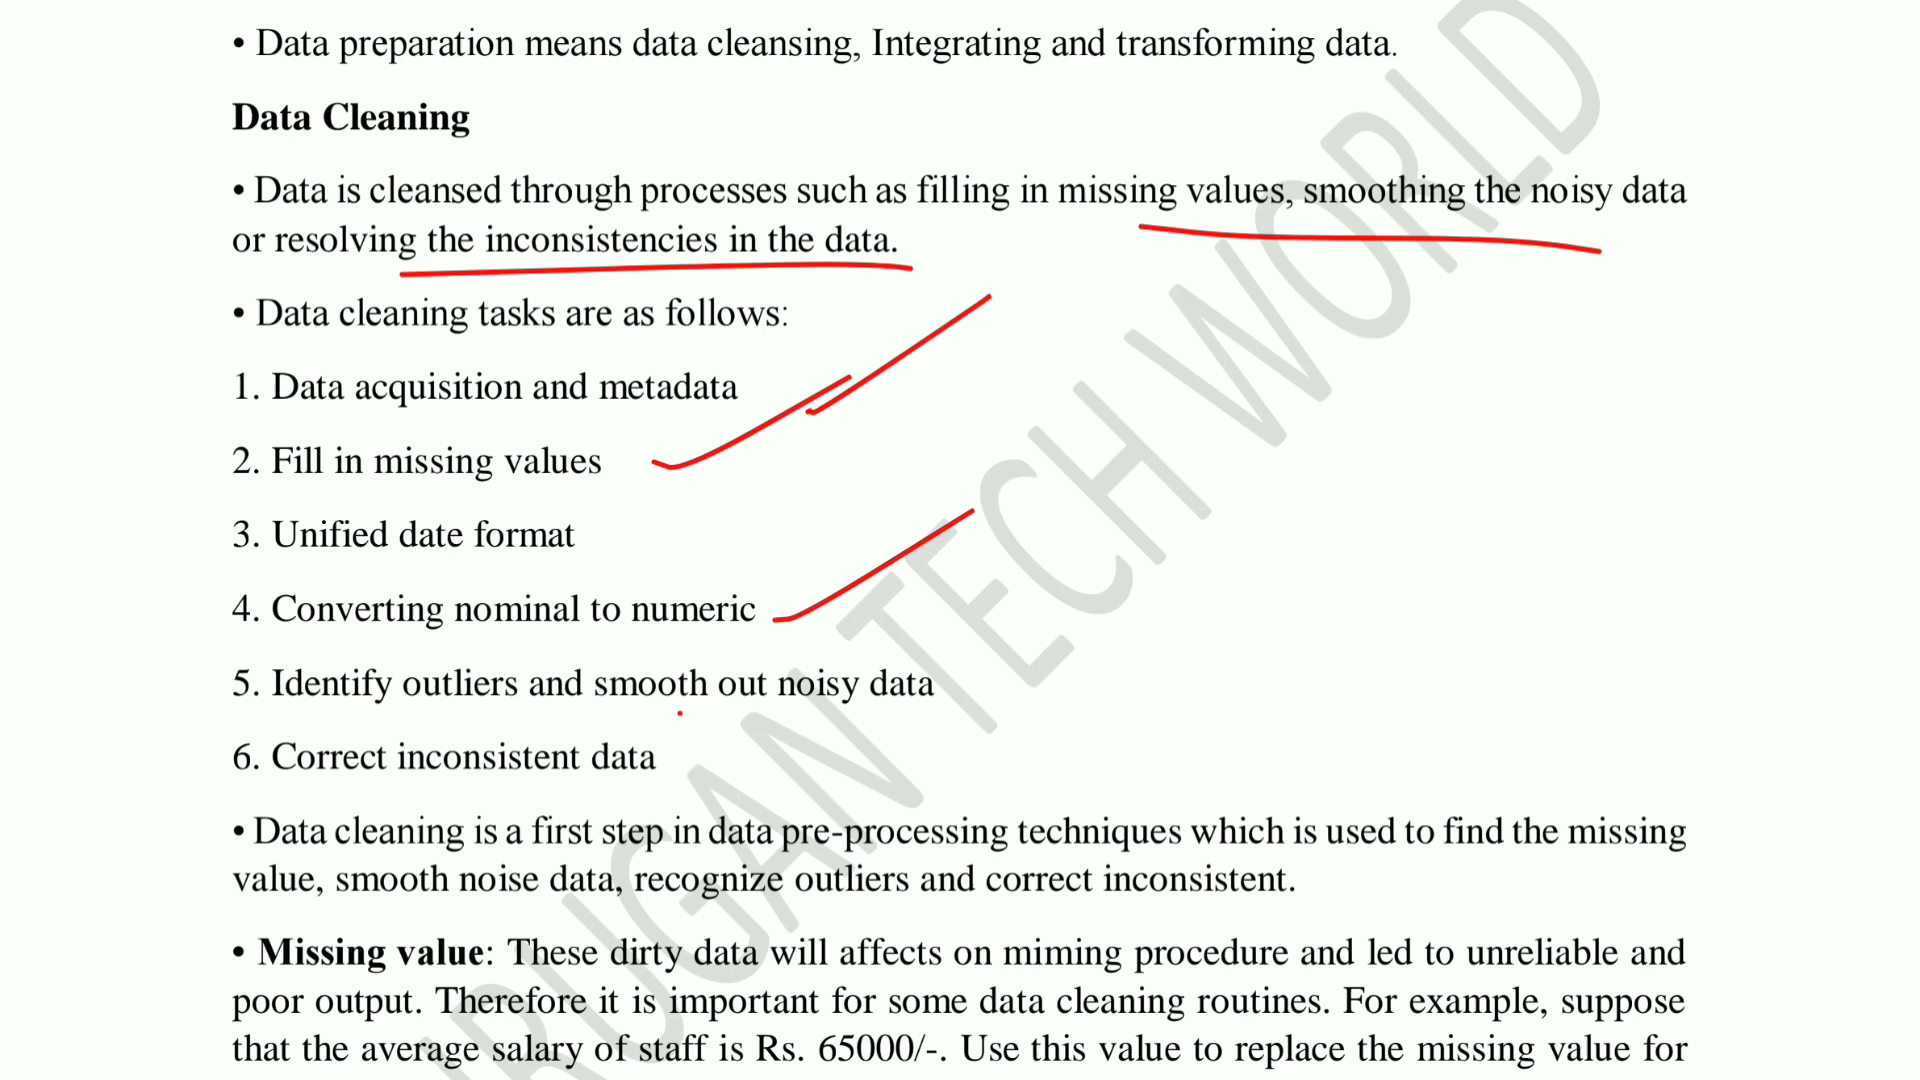 • Data preparation means data cleansing, Integrating and transforming data.
Data Cleaning
• Data is cleansed through processes such as filling in missing values, smoothing the noisy data
or resolving the inconsistencies in the data.
• Data cleaning tasks are as follows:
1. Data acquisition and metadata
2. Fill in missing values
3. Unified date format
4. Converting nominal to numeric
5. Identify outliers and smooth out noisy data
6. Correct inconsistent data
• Data cleaning is a first step in data pre-processing techniques which is used to find the missing
value, smooth noise data, recognize outliers and correct inconsistent.
• Missing value: These dirty data will affects on miming procedure and led to unreliable and
poor output. Therefore it is important for some data cleaning routines. For example, suppose
that the average salary of staff is Rs. 65000/-. Use this value to replace the missing value for
URUGAN TECH WORLD